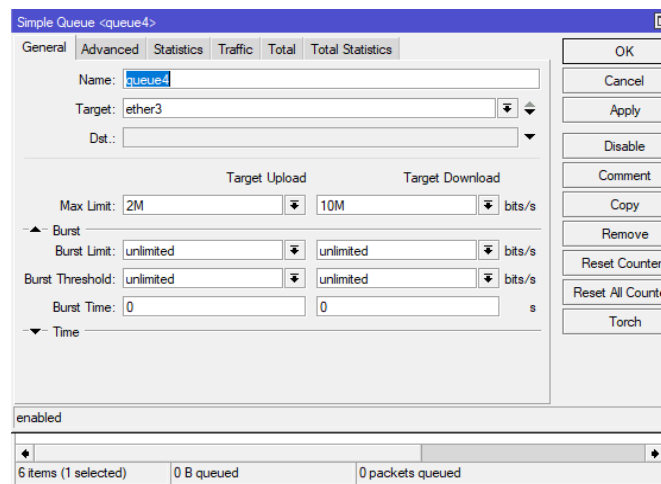 Simple Queue <queue4>
General Advanced Statistics Traffic Total Total Statistics
OK
Name: queue4
Cancel
Target: ether3
Apply
Dst.:
Disable
Target Upload Target Download
Comment
Max Limit: 2M 10M bits/s
Copy
Burst
Remove
Burst Limit: unlimited unlimited bits/s
Reset Counter
Burst Threshold: unlimited unlimited bits/s
Reset All Count
Burst Time: 0 0 s
Torch
Time
enabled
6 items (1 selected) 0 B queued 0 packets queued